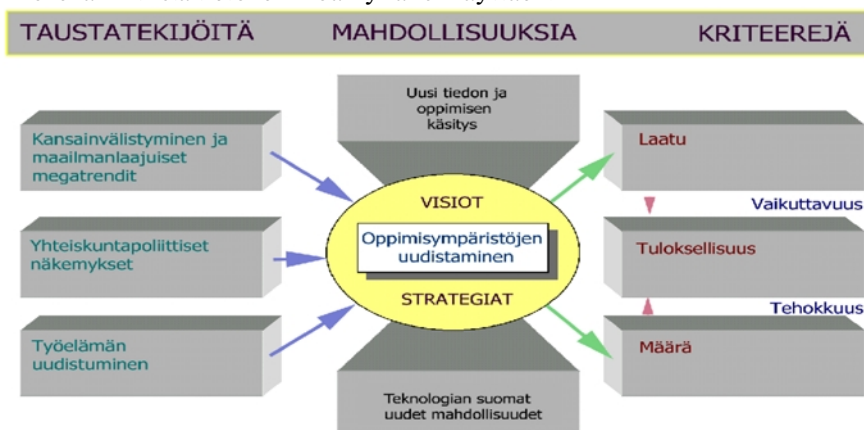 TAUSTATEKIJÖITÄ MAHDOLLISUUKSIA KRITEEREJÄ
Kansainvälistyminen ja
maailmanlaajuiset
megatrendit
Yhteiskuntapoliittiset
näkemykset
Työelämän
uudistuminen
Uusi tiedon ja
oppimisen
käsitys
VISIOT
Oppimisympäristöjen
uudistaminen
STRATEGIAT
Teknologian suomat
uudet mahdollisuudet
Laatu
Vaikuttavuus
Tuloksellisuus
Tehokkuus
Määrä